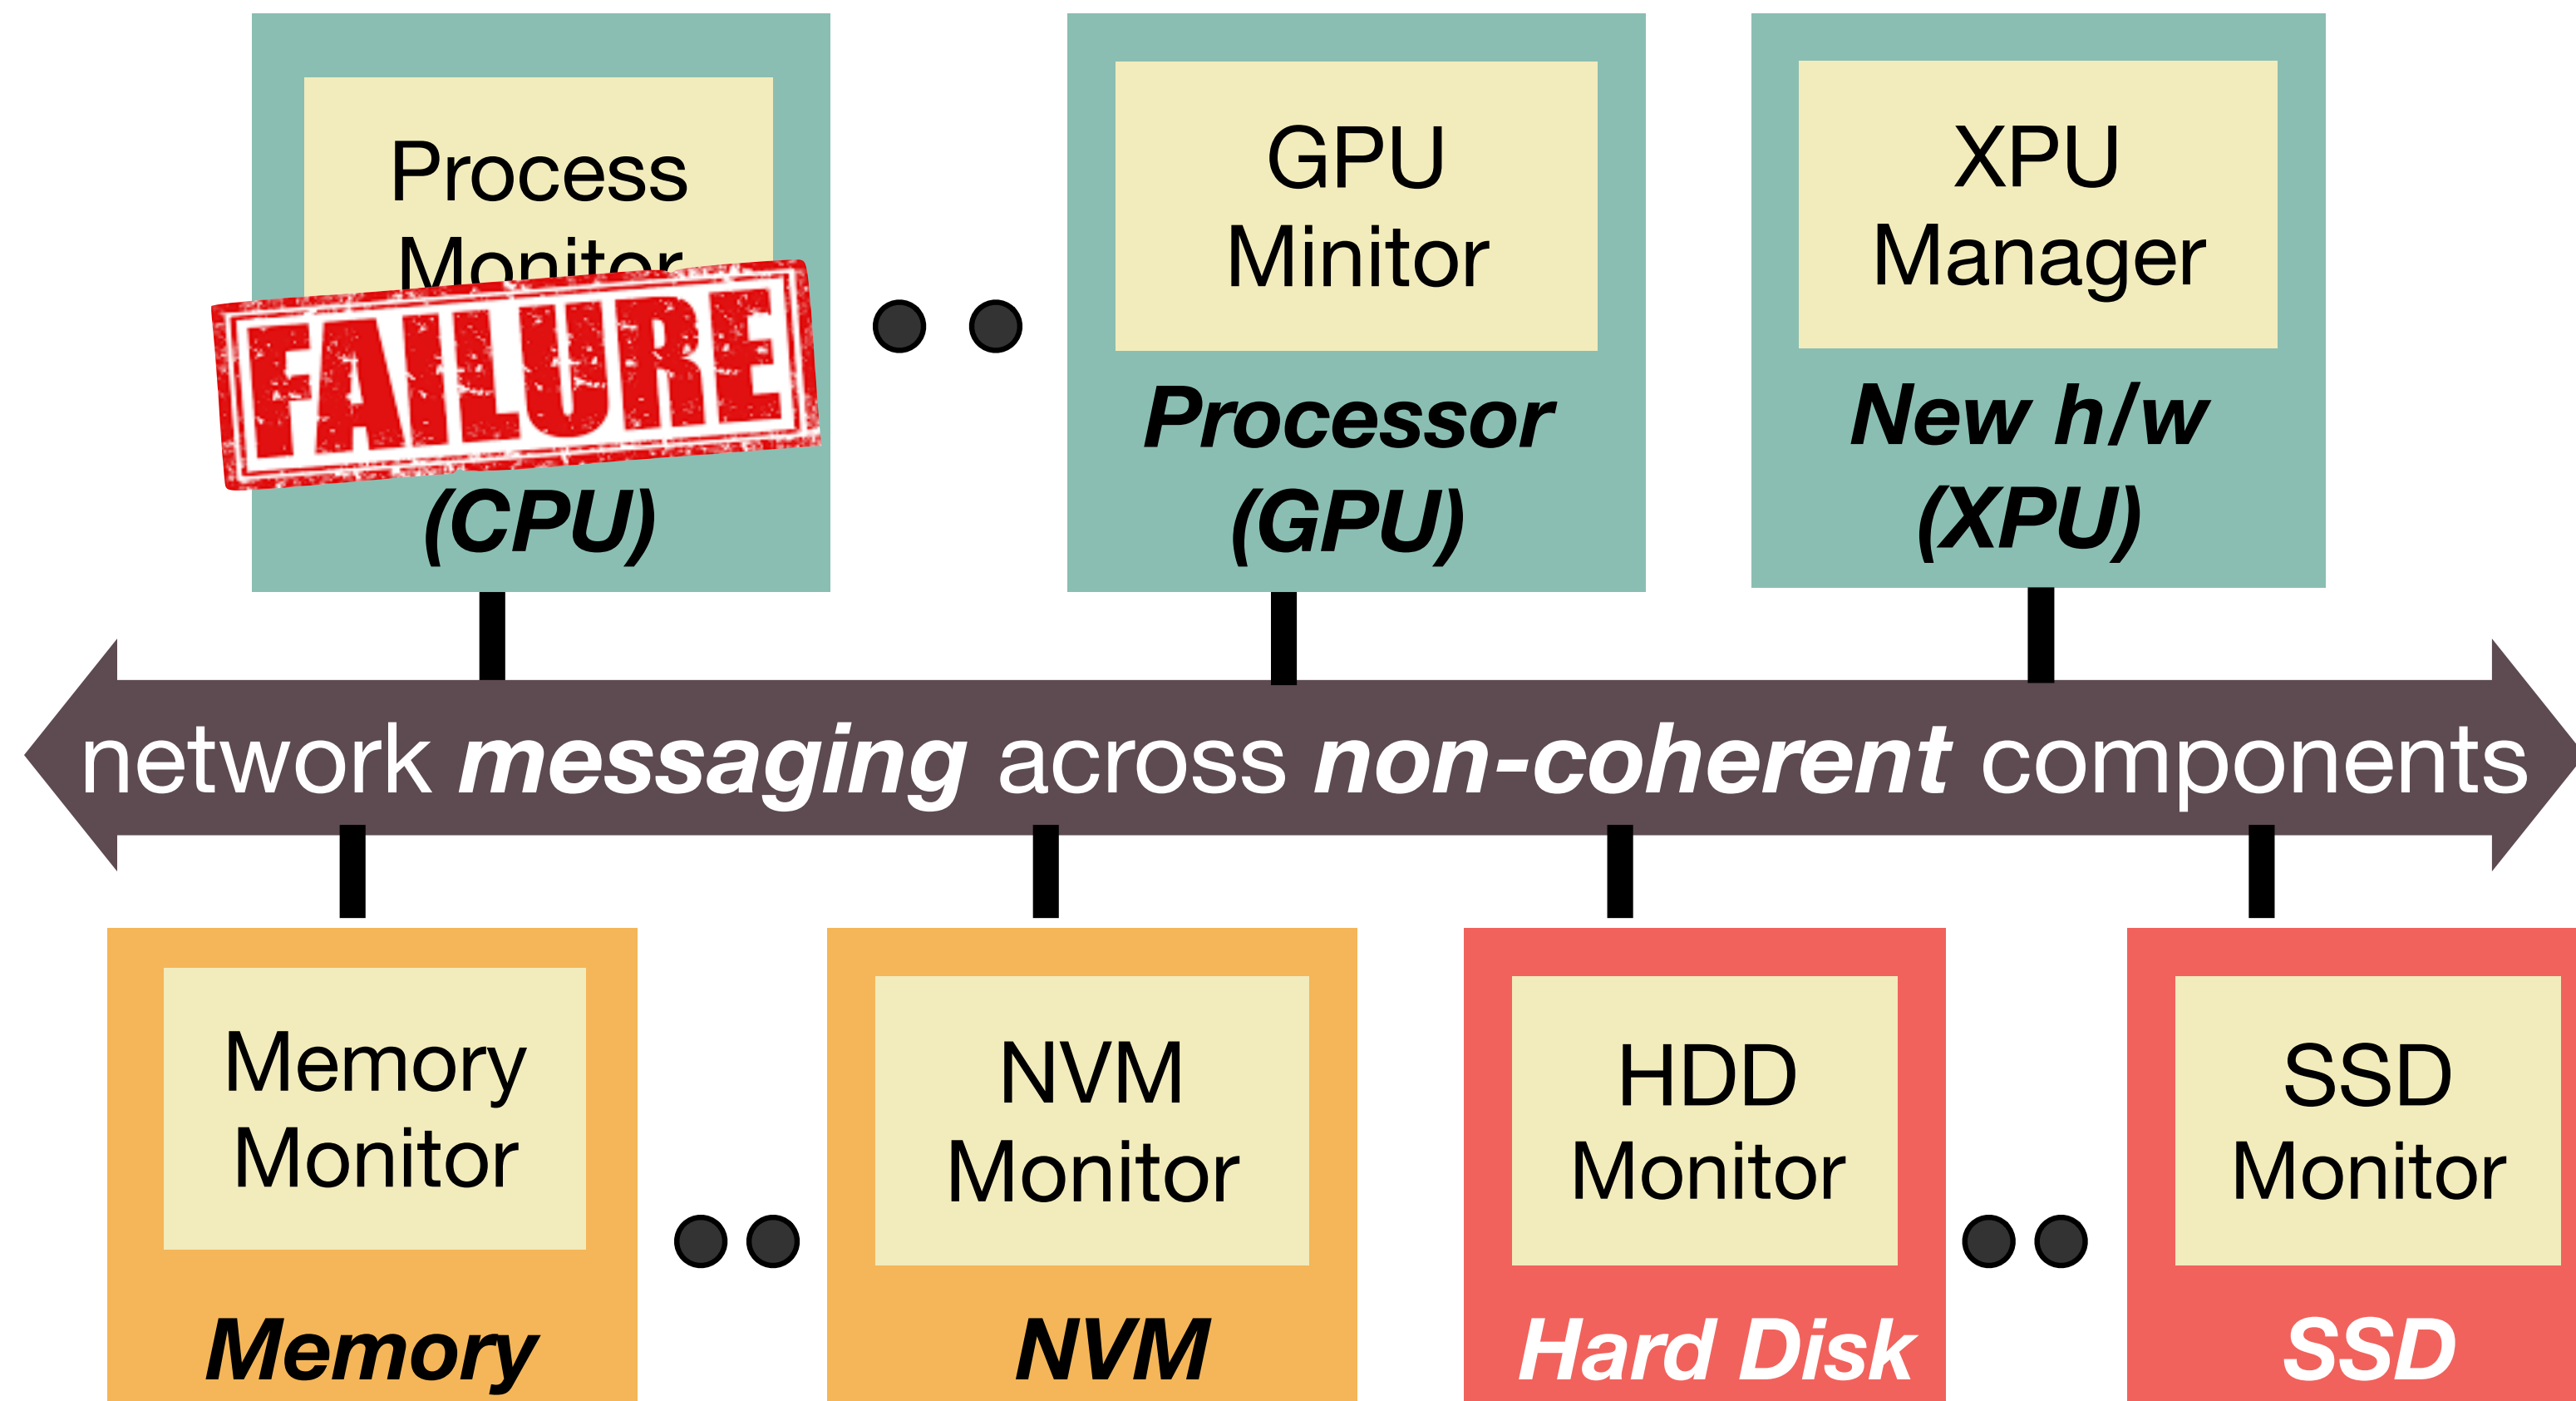 Process
Monitor
FAILURE
(CPU)
GPU
Minitor
Processor
(GPU)
XPU
Manager
New h/w
(XPU)
network messaging across non-coherent components
Memory
Monitor
Memory
NVM
Monitor
NVM
HDD
Monitor
Hard Disk
SSD
Monitor
SSD